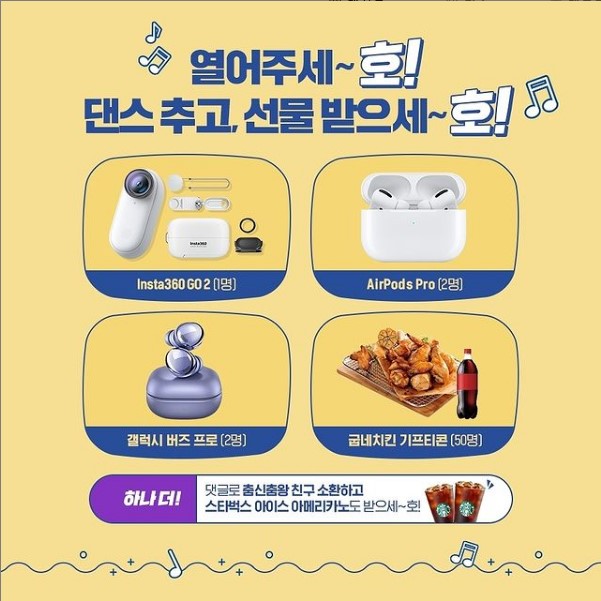 열어주세~호!
댄스 추고, 선물 받으세~호!
Insta360
Insta360 GO 2 (1명)
AirPods Pro (2명)
갤럭시 버즈 프로 (2명)
굽네치킨 기프티콘 (50명)
하나 더!
댓글로 춤신춤왕 친구 소환하고
스타벅스 아이스 아메리카노도 받으세~호!